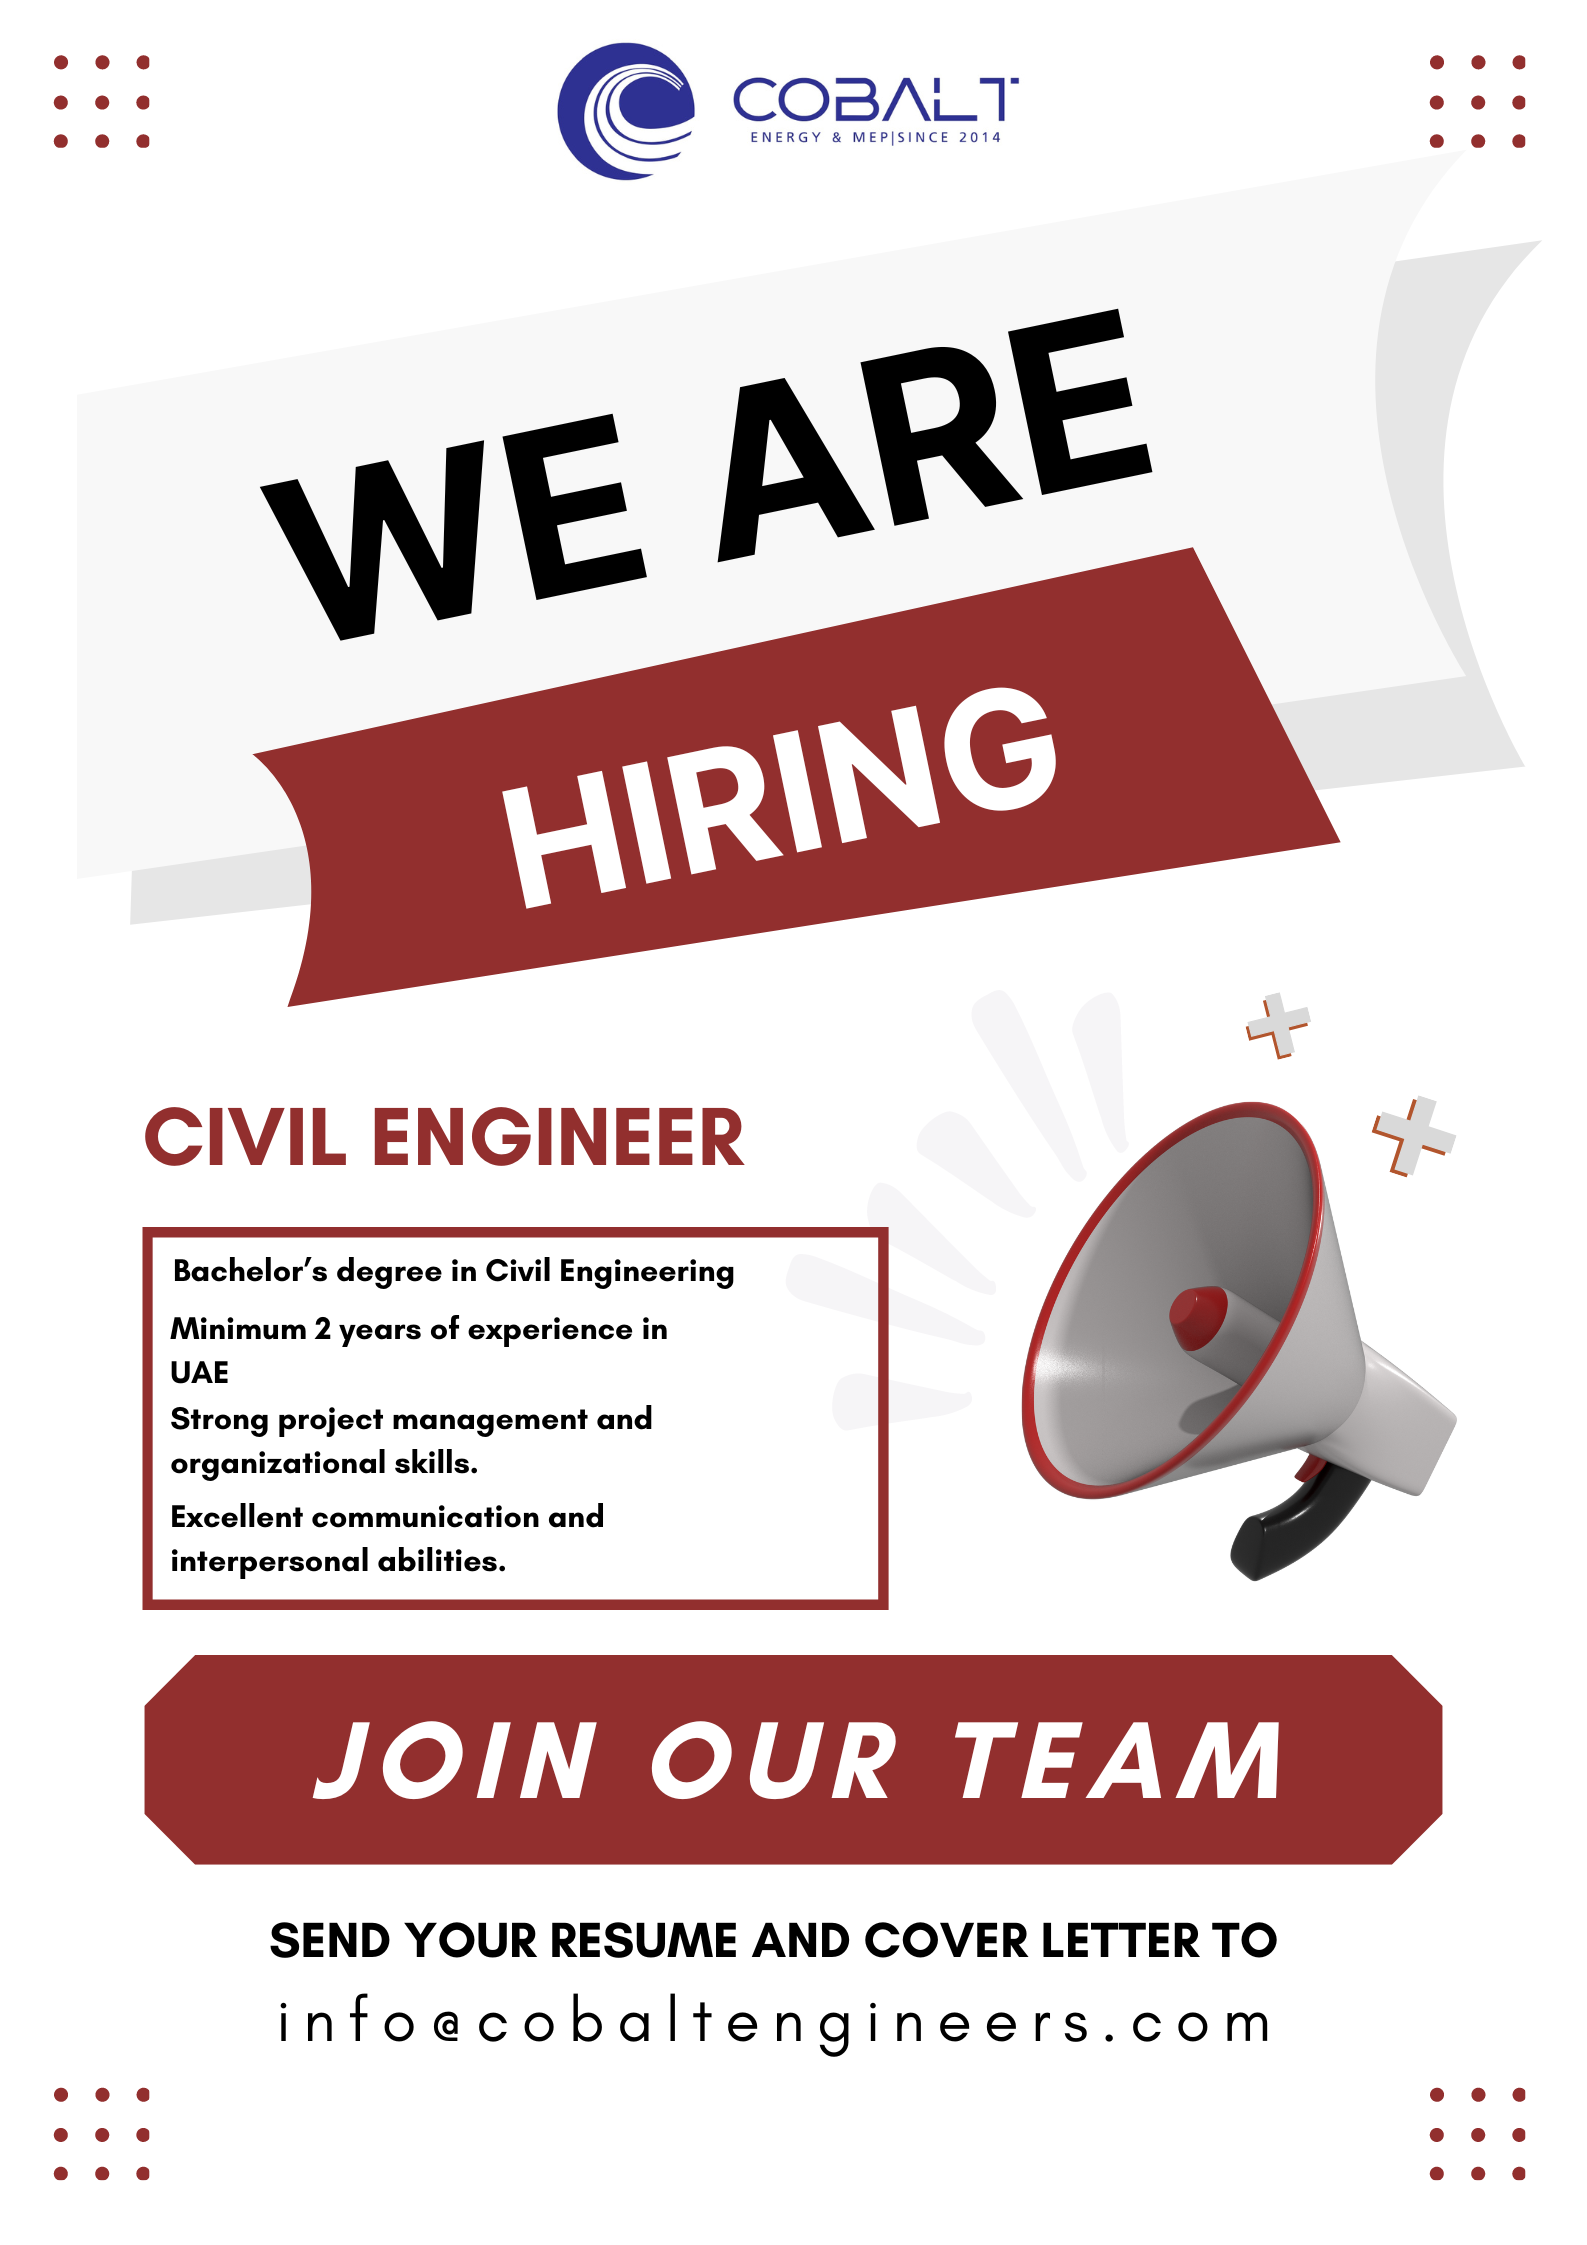 COBALT
ENERGY & MEP|SINCE 2014
WE ARE
HIRING
CIVIL ENGINEER
Bachelor’s degree in Civil Engineering
Minimum 2 years of experience in
UAE
Strong project management and
organizational skills.
Excellent communication and
interpersonal abilities.
JOIN OUR TEAM
SEND YOUR RESUME AND COVER LETTER TO
info@cobaltengineers.com